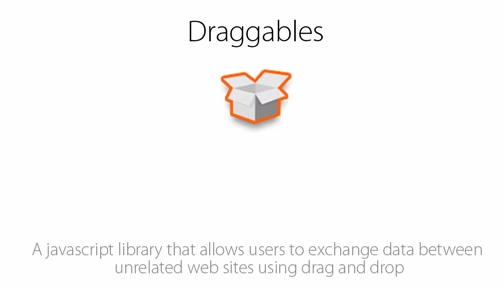 Draggables
A javascript library that allows users to exchange data between
unrelated web sites using drag and drop